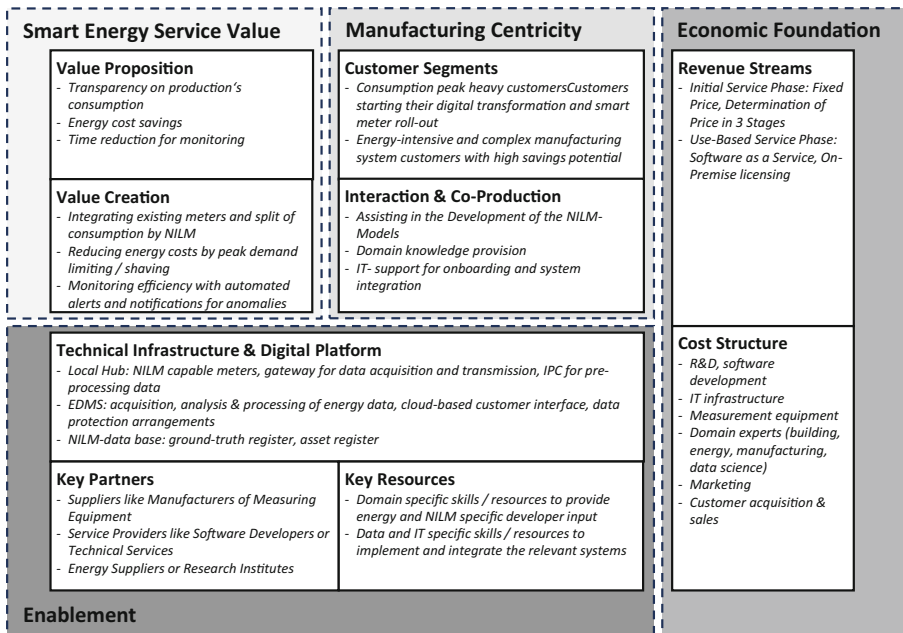 Smart Energy Service Value
Value Proposition
- Transparency on production's
consumption
- Energy cost savings
- Time reduction for monitoring
Value Creation
- Integrating existing meters and split of
consumption by NILM
- Reducing energy costs by peak demand
limiting / shaving
- Monitoring efficiency with automated
alerts and notifications for anomalies
Manufacturing Centricity
Customer Segments
- Consumption peak heavy customersCustomers
starting their digital transformation and smart
meter roll-out
- Energy-intensive and complex manufacturing
system customers with high savings potential
Interaction & Co-Production
- Assisting in the Development of the NILM-
Models
- Domain knowledge provision
- IT- support for onboarding and system
integration
Economic Foundation
Revenue Streams
- Initial Service Phase: Fixed
Price, Determination of
Price in 3 Stages
- Use-Based Service Phase:
Software as a Service, On-
Premise licensing
Cost Structure
- R&D, software
development
- IT infrastructure
- Measurement equipment
- Domain experts (building,
energy, manufacturing,
data science)
- Marketing
- Customer acquisition &
sales
Technical Infrastructure & Digital Platform
- Local Hub: NILM capable meters, gateway for data acquisition and transmission, IPC for pre-
processing data
- EDMS: acquisition, analysis & processing of energy data, cloud-based customer interface, data
protection arrangements
- NILM-data base: ground-truth register, asset register
Key Partners
- Suppliers like Manufacturers of Measuring
Equipment
- Service Providers like Software Developers or
Technical Services
- Energy Suppliers or Research Institutes
Key Resources
- Domain specific skills / resources to provide
energy and NILM specific developer input
- Data and IT specific skills / resources to
implement and integrate the relevant systems
Enablement